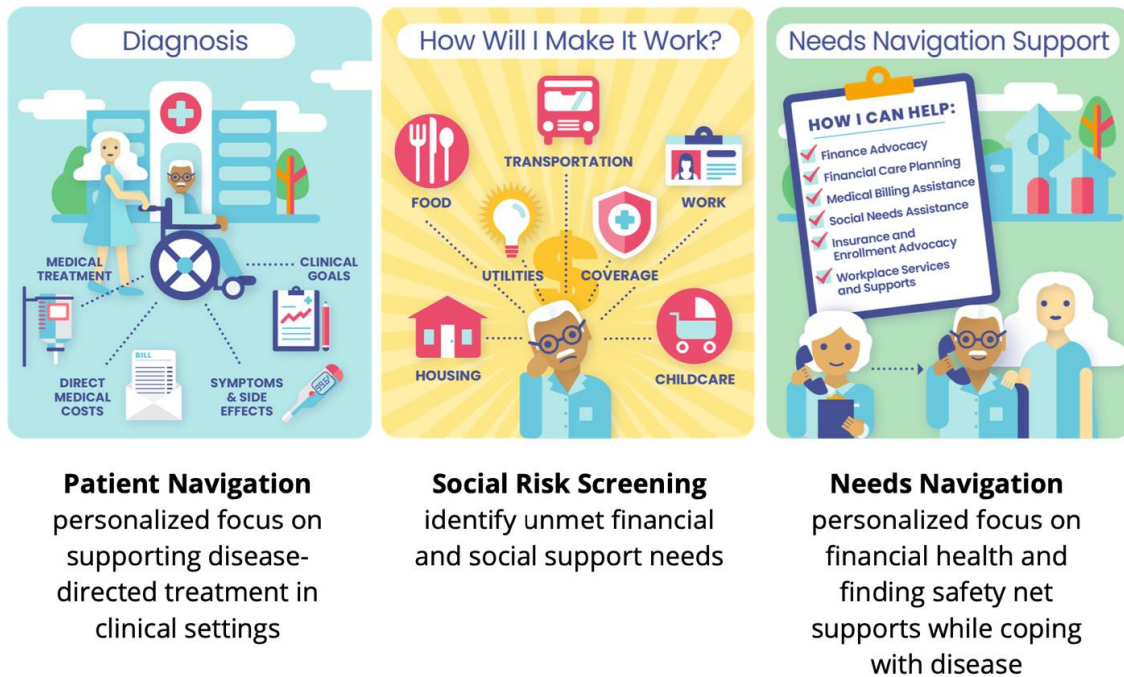 Diagnosis
MEDICAL
TREATMENT
CLINICAL
GOALS
DIRECT
MEDICAL
COSTS
BILL
SYMPTOMS
& SIDE
EFFECTS
How Will I Make It Work?
FOOD
TRANSPORTATION
WORK
UTILITIES
COVERAGE
$
HOUSING
CHILDCARE
Needs Navigation Support
HOW I CAN HELP:
Finance Advocacy
Financial Care Planning
Medical Billing Assistance
Social Needs Assistance
Insurance and
Enrollment Advocacy
Workplace Services
and Supports
Patient Navigation
personalized focus on
supporting disease-
directed treatment in
clinical settings
Social Risk Screening
identify unmet financial
and social support needs
Needs Navigation
personalized focus on
financial health and
finding safety net
supports while coping
with disease